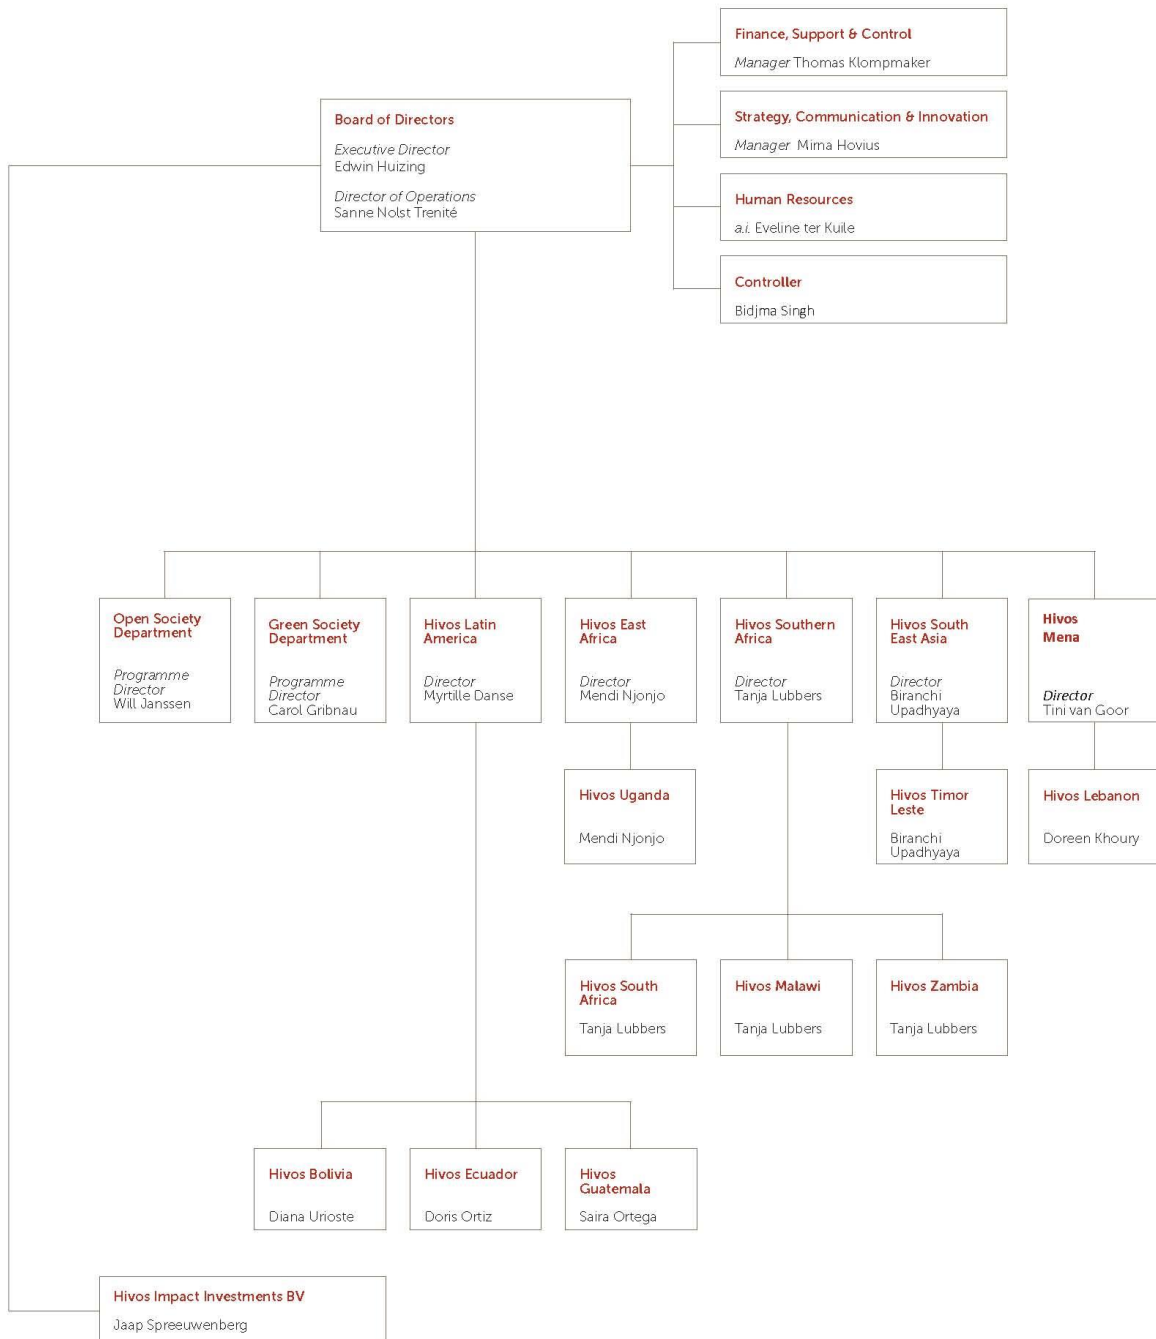 Finance, Support & Control
Manager Thomas Klompmaker
Board of Directors
Executive Director
Edwin Huizing
Director of Operations
Sanne Nolst Trenité
Strategy, Communication & Innovation
Manager Mirna Hovius
Human Resources
a.i. Eveline ter Kuile
Controller
Bidjma Singh
Open Society
Department
Programme
Director
Will Janssen
Green Society
Department
Programme
Director
Carol Gribnau
Hivos Latin
America
Director
Myrtille Danse
Hivos East
Africa
Director
Mendi Njonjo
Hivos Southern
Africa
Director
Tanja Lubbers
Hivos South
East Asia
Director
Biranchi
Upadhyaya
Hivos
Mena
Director
Tini van Goor
Hivos Uganda
Mendi Njonjo
Hivos Timor
Leste
Biranchi
Upadhyaya
Hivos Lebanon
Doreen Khoury
Hivos South
Africa
Tanja Lubbers
Hivos Malawi
Tanja Lubbers
Hivos Zambia
Tanja Lubbers
Hivos Bolivia
Diana Urioste
Hivos Ecuador
Doris Ortiz
Hivos
Guatemala
Saira Ortega
Hivos Impact Investments BV
Jaap Spreeuwenberg